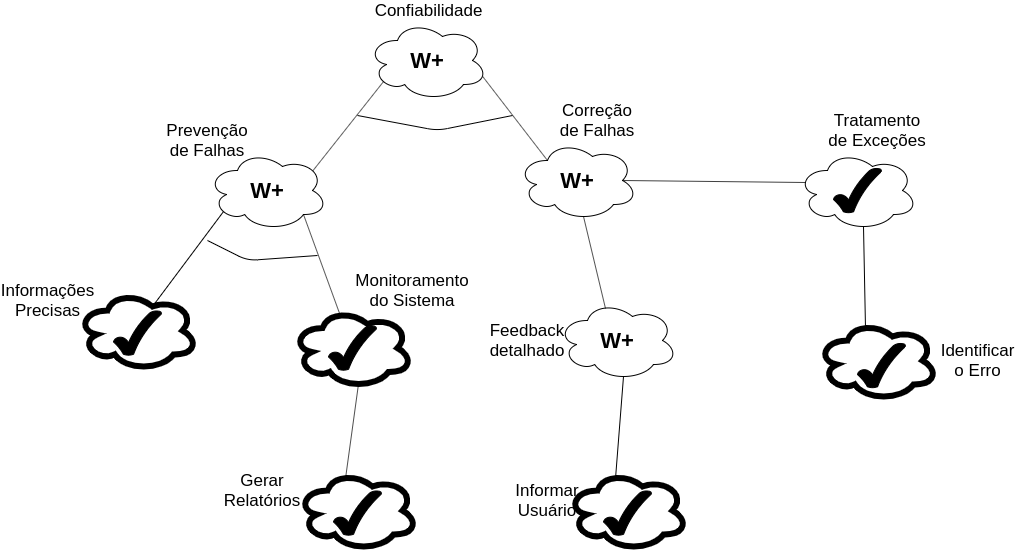 Confiabilidade
W+
Prevenção
de Falhas
W+
Correção
de Falhas
W+
Tratamento
de Exceções
Informações
Precisas
Monitoramento
do Sistema
Feedback
detalhado
W+
Identificar
o Erro
Gerar
Relatórios
Informar
Usuário